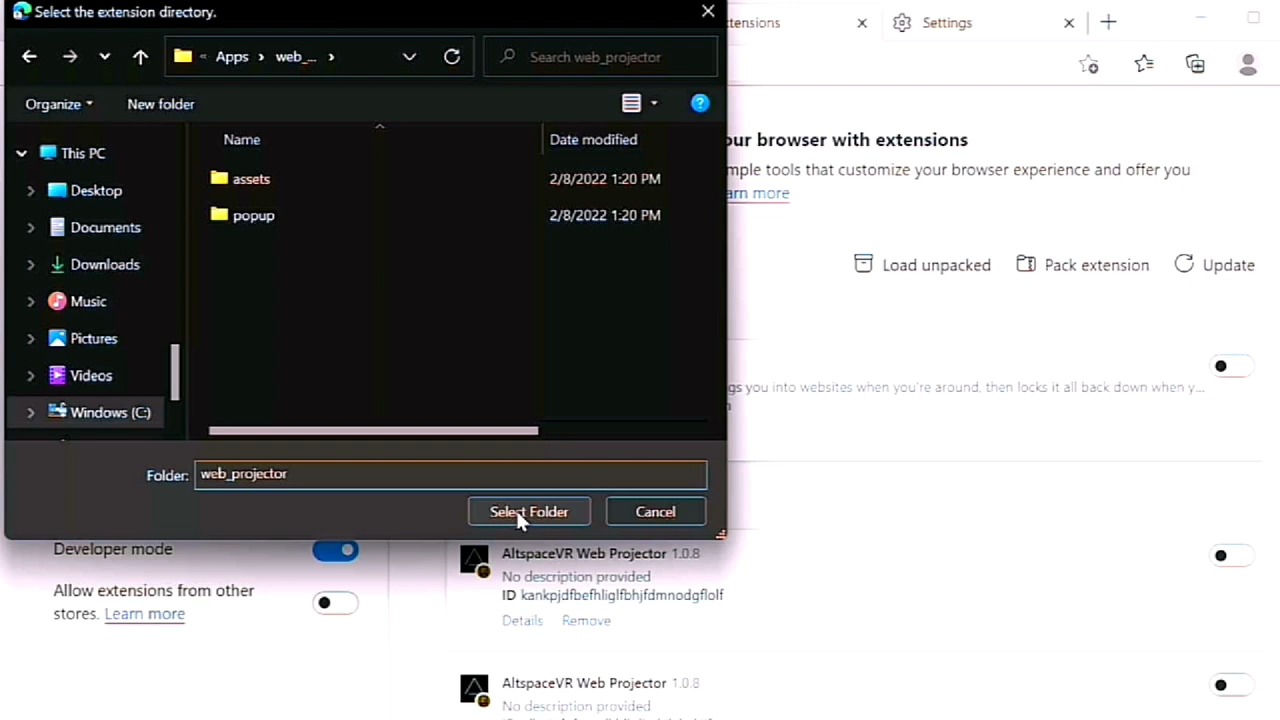 Select the extension directory.
« Apps › web_... ›
Search web_projector
Organize
New folder
Name
Date modified
This PC
Desktop
Documents
Downloads
Music
Pictures
Videos
Windows (C:)
assets
2/8/2022 1:20 PM
popup
2/8/2022 1:20 PM
Folder:
web_projector
Select Folder
Cancel
tensions
Settings
our browser with extensions
mple tools that customize your browser experience and offer you
arn more
Load unpacked
Pack extension
Update
gs you into websites when you're around, then locks it all back down when y...
Developer mode
Allow extensions from other
stores. Learn more
AltspaceVR Web Projector 1.0.8
No description provided
ID kankpjdfbefhliglfbhjfdmnodgflolf
Details
Remove
AltspaceVR Web Projector 1.0.8
No description provided